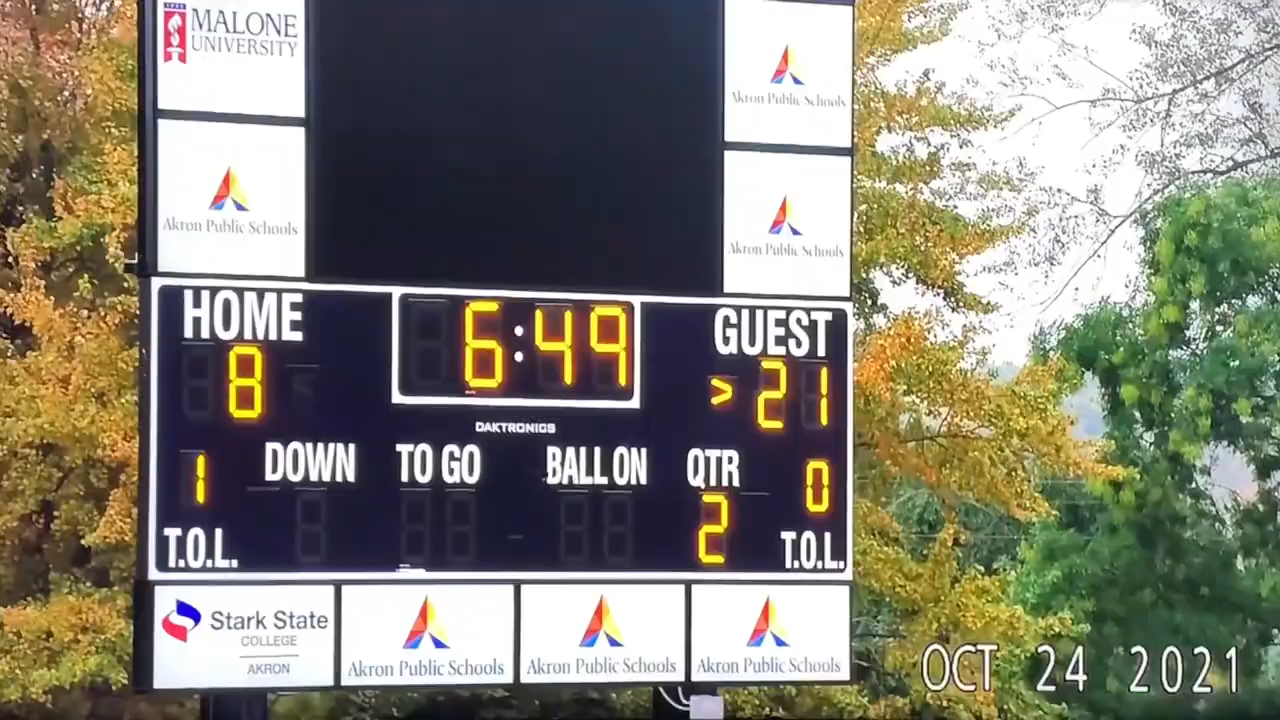 MALONE
UNIVERSITY
Akron Public Schools
Akron Public Schools
Akron Public Schools
HOME 6:49 GUEST
8 > 21
DAKTRONICS
DOWN TO GO BALL ON QTR
1 2 0
T.O.L. T.O.L.
Stark State
COLLEGE
AKRON
Akron Public Schools
Akron Public Schools
Akron Public Schools
OCT 24 2021